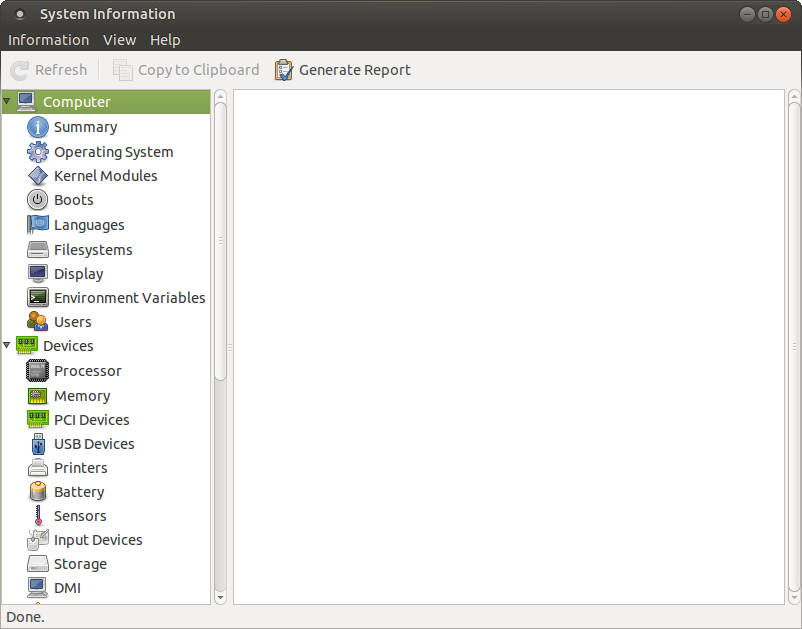 System Information
Information View Help
Refresh Copy to Clipboard Generate Report
Computer
Summary
Operating System
Kernel Modules
Boots
Languages
Filesystems
Display
Environment Variables
Users
Devices
Processor
Memory
PCI Devices
USB Devices
Printers
Battery
Sensors
Input Devices
Storage
DMI
Done.